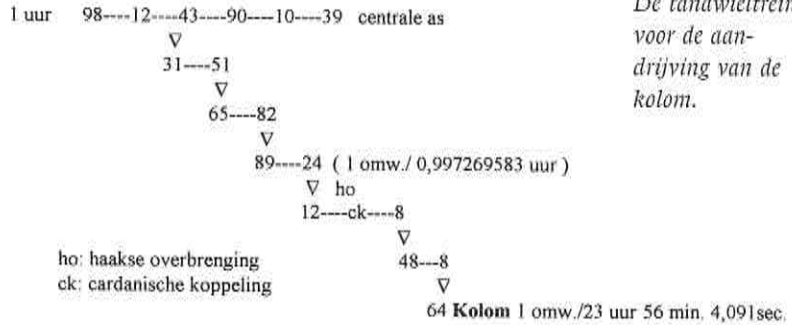 1 uur 98----12----43----90----10----39 centrale as
∇
31----51
∇
65----82
∇
89----24 ( 1 omw./ 0,997269583 uur )
∇ ho
12----ck----8
∇
ho: haakse overbrenging 48---8
ck: cardanische koppeling ∇
64 Kolom 1 omw./23 uur 56 min. 4,091sec.
De tandwieltrein
voor de aan-
drijving van de
kolom.